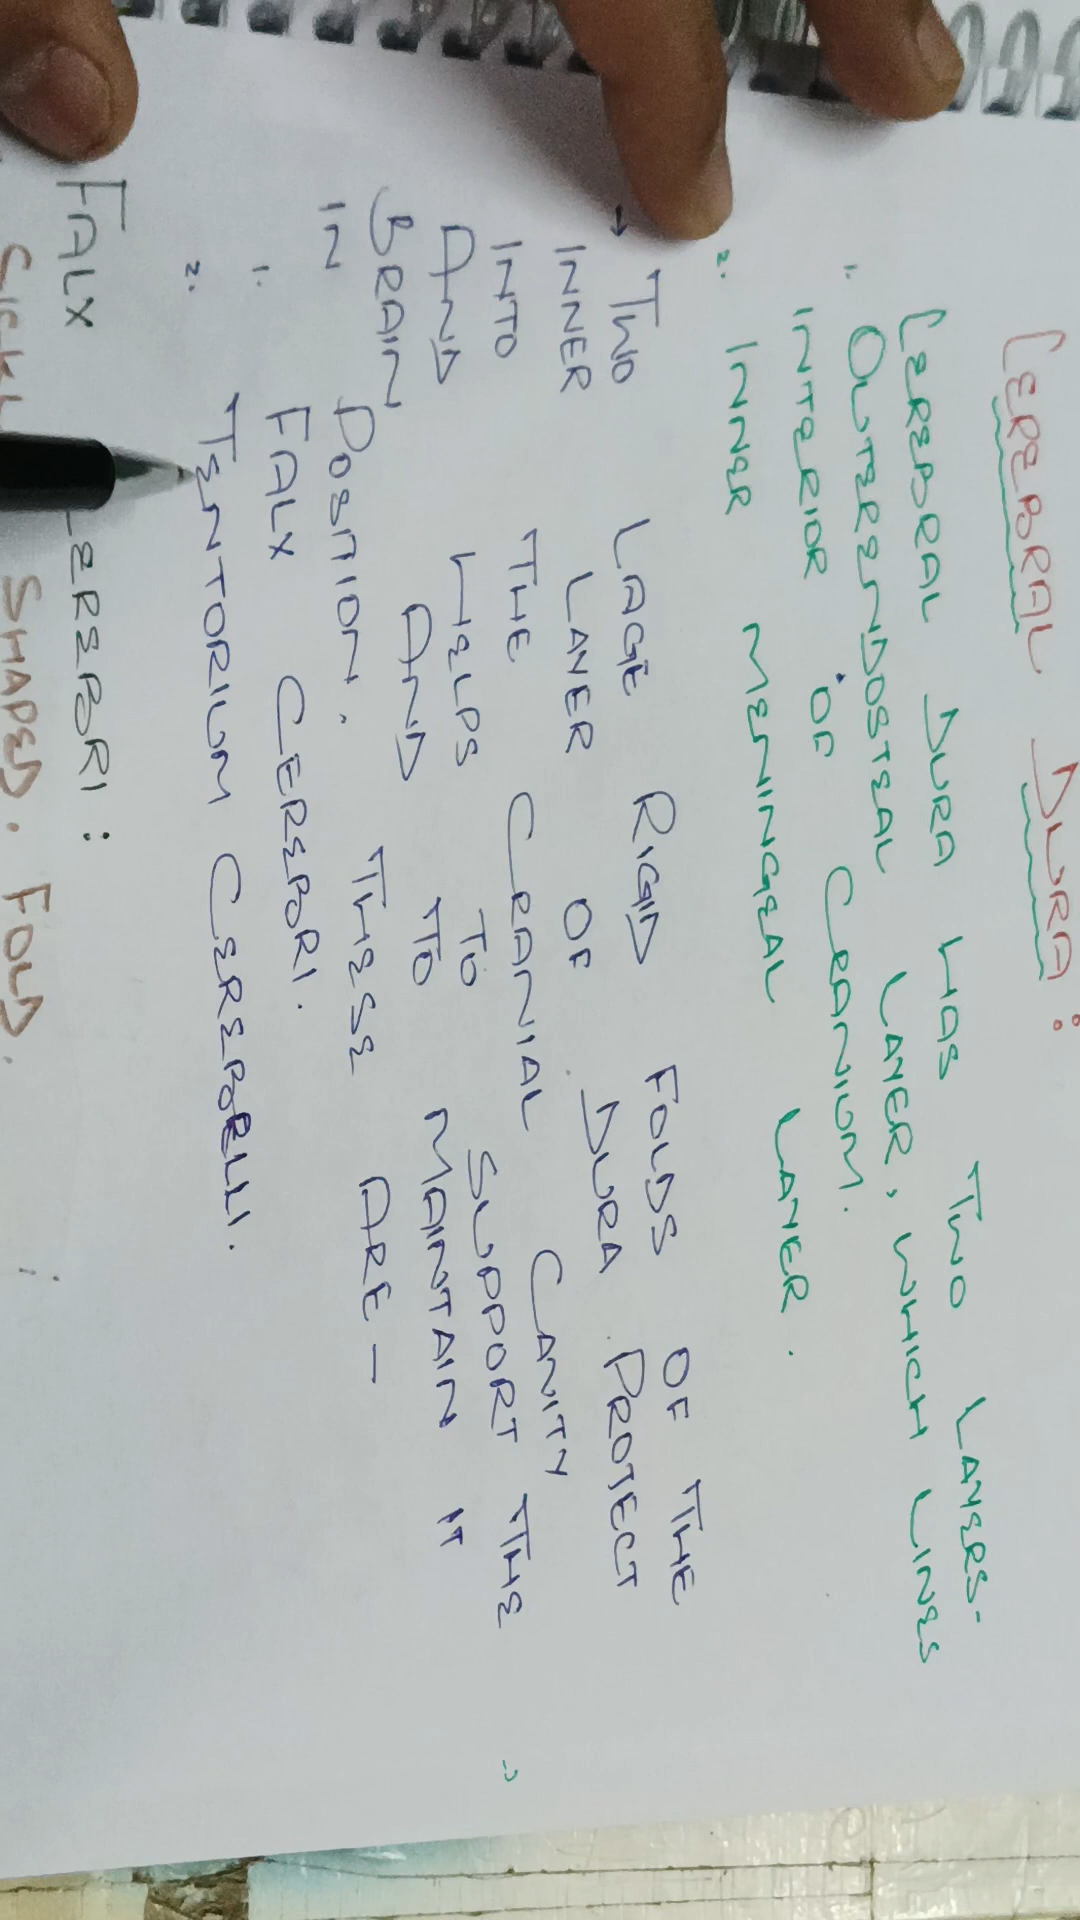 CEREBRAL DURA:
CEREBRAL DURA HAS TWO LAYERS-
1. OUTERENDOSTEAL LAYER, WHICH LINES
INTERIOR OF CRANIUM.
2. INNER MENINGEAL LAYER.
→ TWO LAGE RIGID FOLDS OF THE
INNER LAYER OF DURA PROTECT
INTO THE CRANIAL CAVITY
AND HELPS TO SUPPORT THE
BRAIN AND TTO MAINTAIN IT
IN POSITION. THESE ARE -
1. FALX CEREBRI.
2. TENTORIUM CEREBELLI.
FALX CEREBRI:
SHAPED. FOLD.